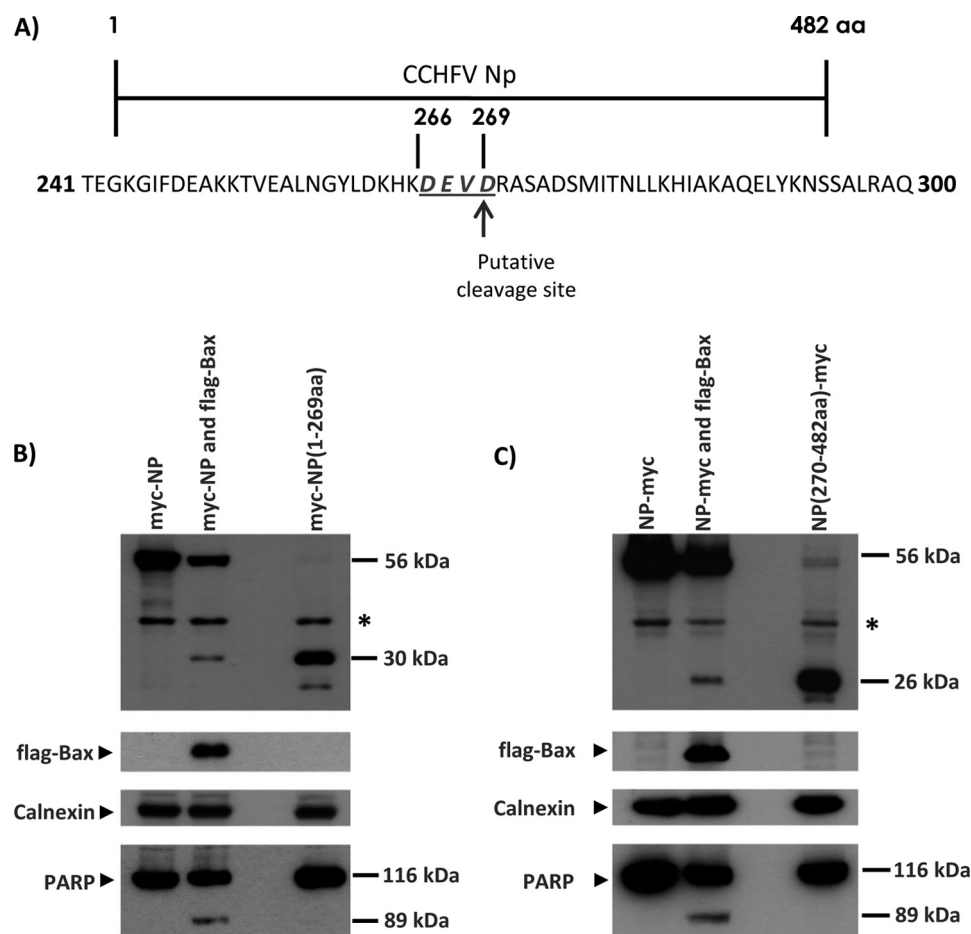 A)
1
482 aa
CCHFV Np
266
269
241 TEGKGIFDEAKKTVEALNGYLDKHKDEVDRASADSMITNLLKHIAKAQELYKNSSALRAQ 300
Putative
cleavage site
B)
myc-NP
myc-NP and flag-Bax
myc-NP(1-269aa)
56 kDa
*
30 kDa
flag-Bax
Calnexin
PARP
116 kDa
89 kDa
C)
NP-myc
NP-myc and flag-Bax
NP(270-482aa)-myc
56 kDa
*
26 kDa
flag-Bax
Calnexin
PARP
116 kDa
89 kDa